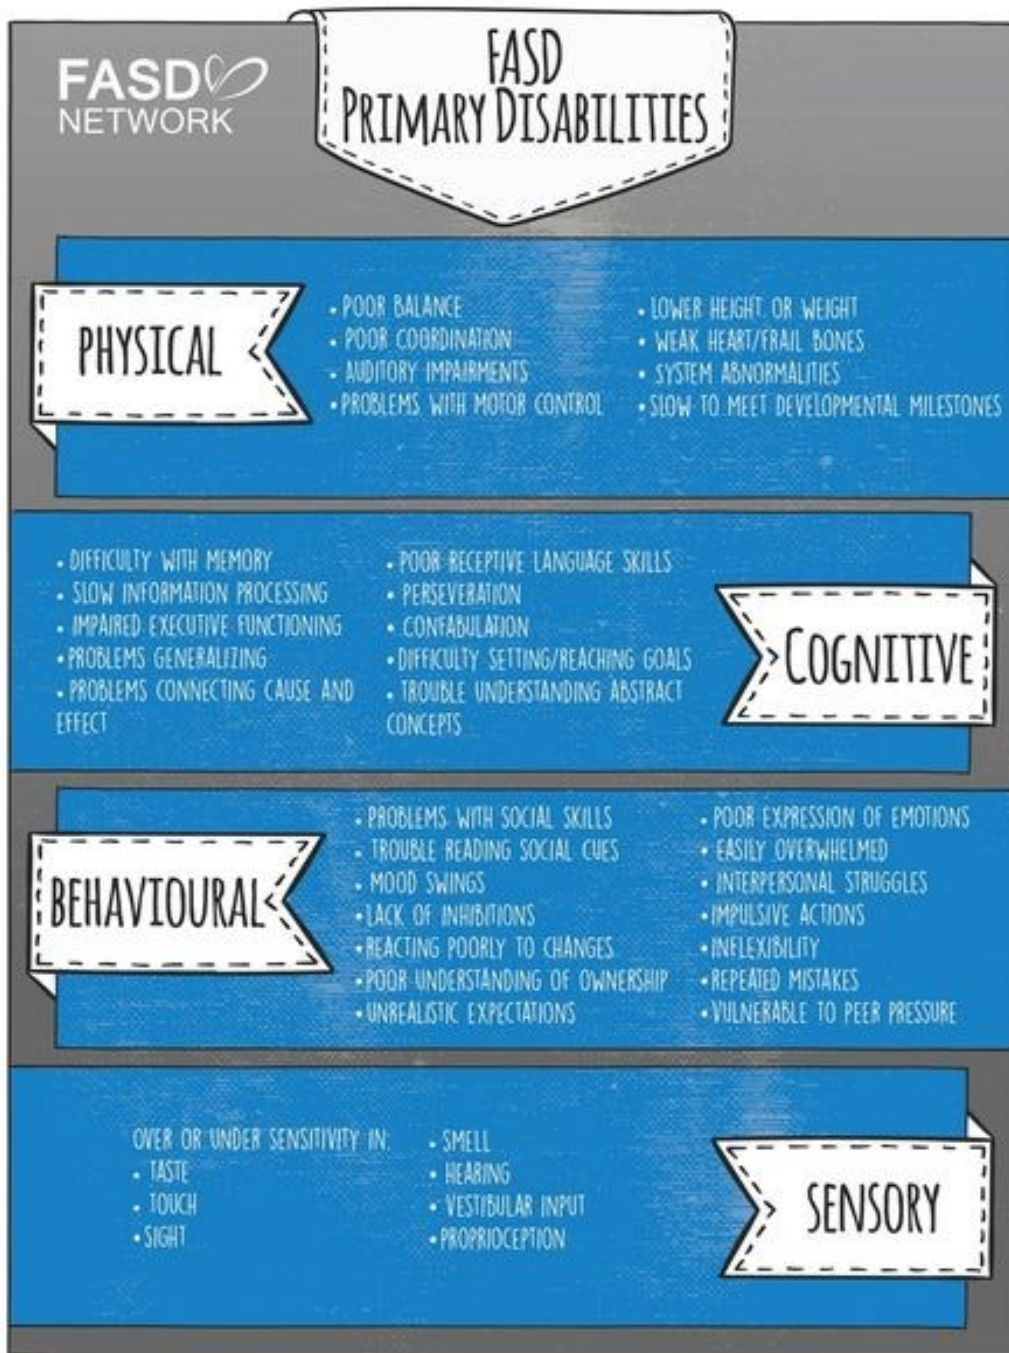 FASD
NETWORK
FASD
PRIMARY DISABILITIES
PHYSICAL
• POOR BALANCE
• POOR COORDINATION
• AUDITORY IMPAIRMENTS
• PROBLEMS WITH MOTOR CONTROL
• LOWER HEIGHT OR WEIGHT
• WEAK HEART/FRAIL BONES
• SYSTEM ABNORMALITIES
• SLOW TO MEET DEVELOPMENTAL MILESTONES
• DIFFICULTY WITH MEMORY
• SLOW INFORMATION PROCESSING
• IMPAIRED EXECUTIVE FUNCTIONING
• PROBLEMS GENERALIZING
• PROBLEMS CONNECTING CAUSE AND
EFFECT
• POOR RECEPTIVE LANGUAGE SKILLS
• PERSEVERATION
• CONFABULATION
• DIFFICULTY SETTING/REACHING GOALS
• TROUBLE UNDERSTANDING ABSTRACT
CONCEPTS
COGNITIVE
BEHAVIOURAL
• PROBLEMS WITH SOCIAL SKILLS
• TROUBLE READING SOCIAL CUES
• MOOD SWINGS
• LACK OF INHIBITIONS
• REACTING POORLY TO CHANGES
• POOR UNDERSTANDING OF OWNERSHIP
• UNREALISTIC EXPECTATIONS
• POOR EXPRESSION OF EMOTIONS
• EASILY OVERWHELMED
• INTERPERSONAL STRUGGLES
• IMPULSIVE ACTIONS
• INFLEXIBILITY
• REPEATED MISTAKES
• VULNERABLE TO PEER PRESSURE
OVER OR UNDER SENSITIVITY IN:
• TASTE
• TOUCH
• SIGHT
• SMELL
• HEARING
• VESTIBULAR INPUT
• PROPRIOCEPTION
SENSORY